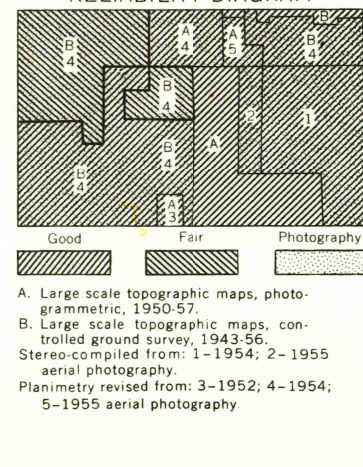 RELIABILITY DIAGRAM
B 4
A 4
A 5
B
B 4
B 4
2
1
A
B 4
B 4
A 3
Good Fair Photography
A. Large scale topographic maps, photo-
grammetric, 1950-57.
B. Large scale topographic maps, con-
trolled ground survey, 1943-56.
Stereo-compiled from: 1-1954; 2-1955
aerial photography.
Planimetry revised from: 3-1952; 4-1954;
5-1955 aerial photography.